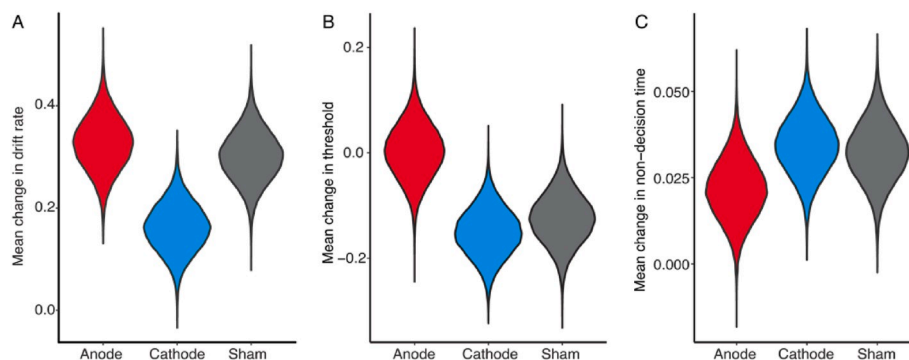 A
Mean change in drift rate
0.4
0.2
0.0
Anode Cathode Sham
B
Mean change in threshold
0.2
0.0
−0.2
Anode Cathode Sham
C
Mean change in non−decision time
0.050
0.025
0.000
Anode Cathode Sham